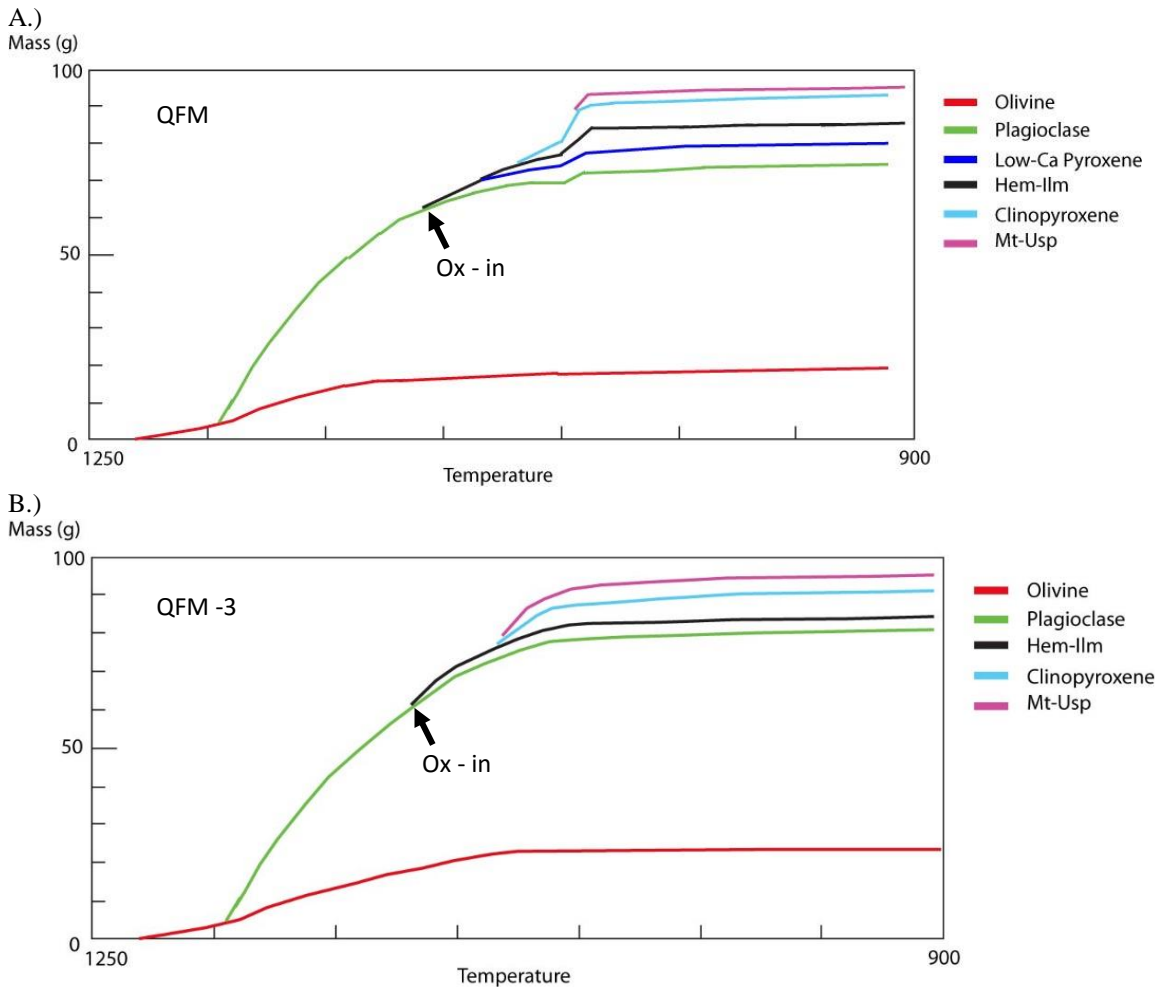 A.)
Mass (g)
100
QFM
Olivine
Plagioclase
Low-Ca Pyroxene
Hem-Ilm
Clinopyroxene
Mt-Usp
50
Ox - in
0
1250
900
Temperature
B.)
Mass (g)
100
QFM -3
Olivine
Plagioclase
Hem-Ilm
Clinopyroxene
Mt-Usp
50
Ox - in
0
1250
900
Temperature